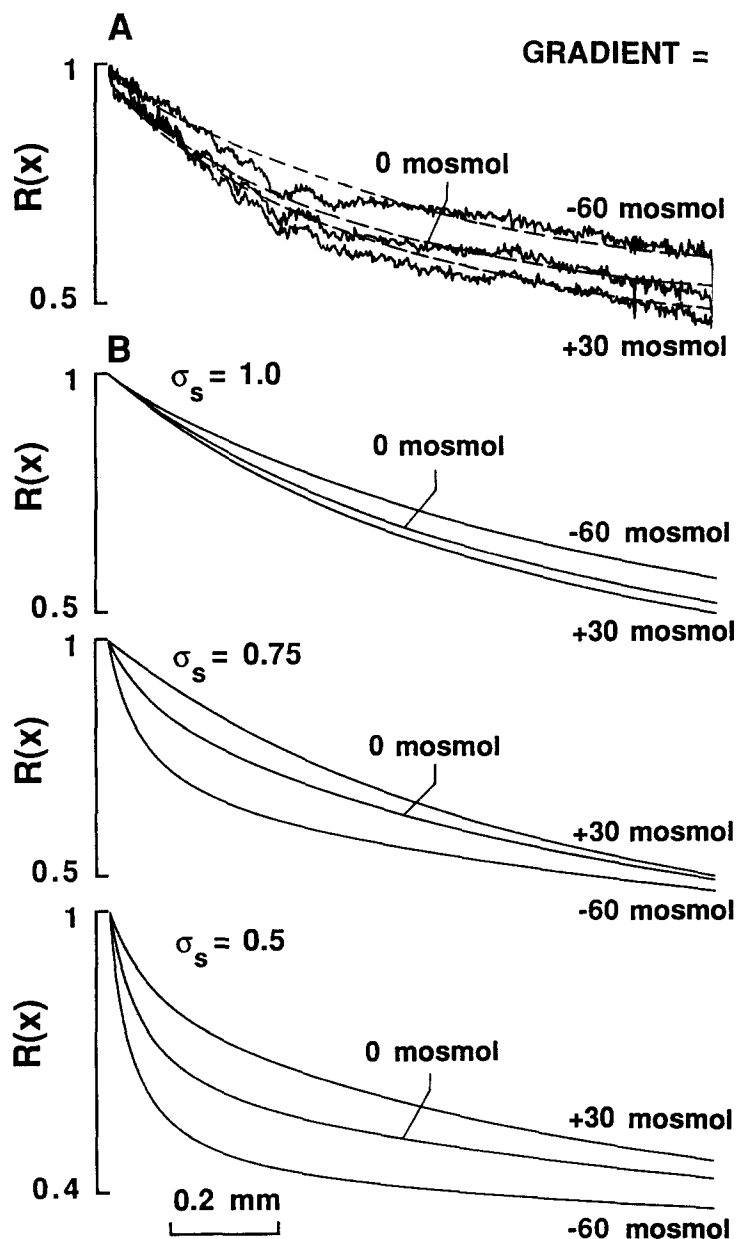 A
GRADIENT =
1
R(x)
0 mosmol
-60 mosmol
0.5
+30 mosmol
B
1
σs = 1.0
R(x)
0 mosmol
-60 mosmol
0.5
+30 mosmol
1
σs = 0.75
R(x)
0 mosmol
+30 mosmol
0.5
-60 mosmol
1
σs = 0.5
R(x)
0 mosmol
+30 mosmol
0.4
0.2 mm
-60 mosmol